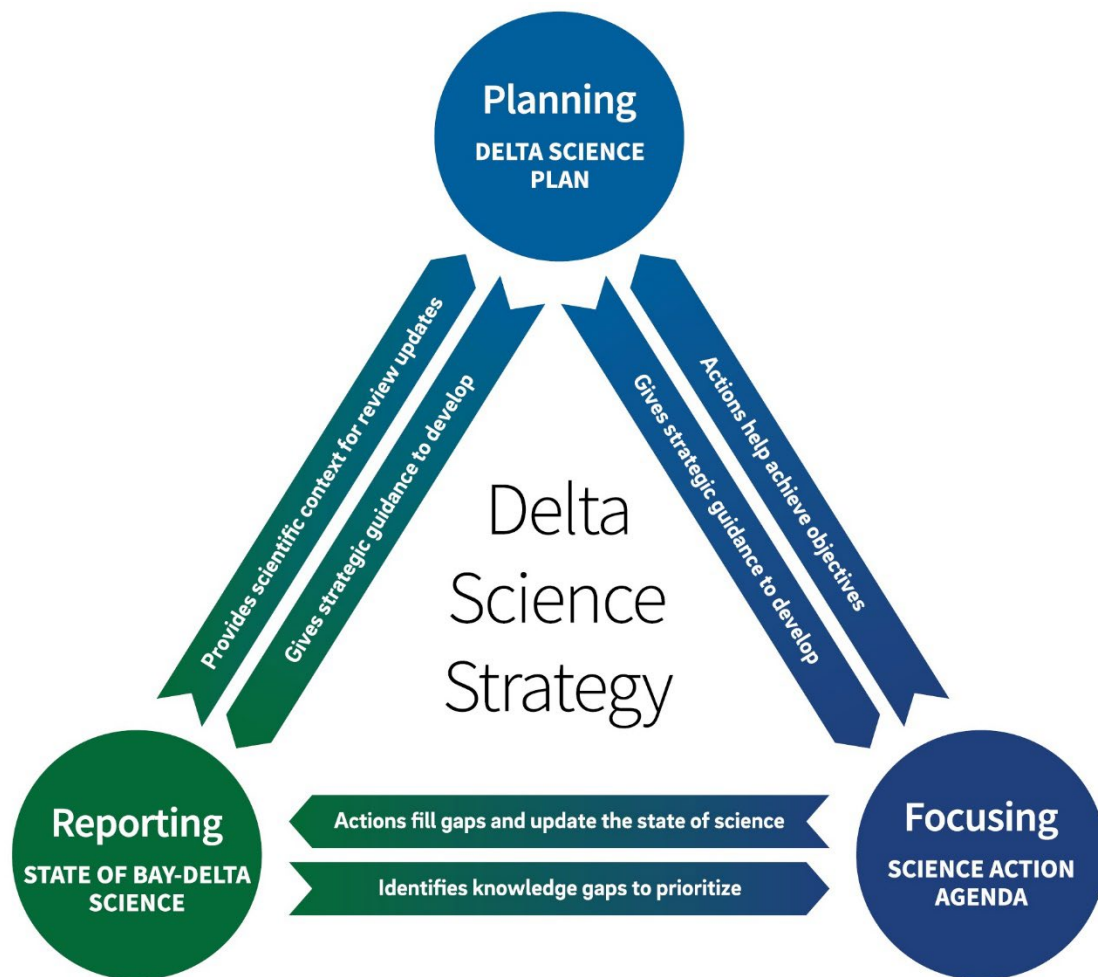 Planning
DELTA SCIENCE
PLAN
Provides scientific context for review updates
Gives strategic guidance to develop
Gives strategic guidance to develop
Actions help achieve objectives
Delta
Science
Strategy
Reporting
STATE OF BAY-DELTA
SCIENCE
Actions fill gaps and update the state of science
Identifies knowledge gaps to prioritize
Focusing
SCIENCE ACTION
AGENDA